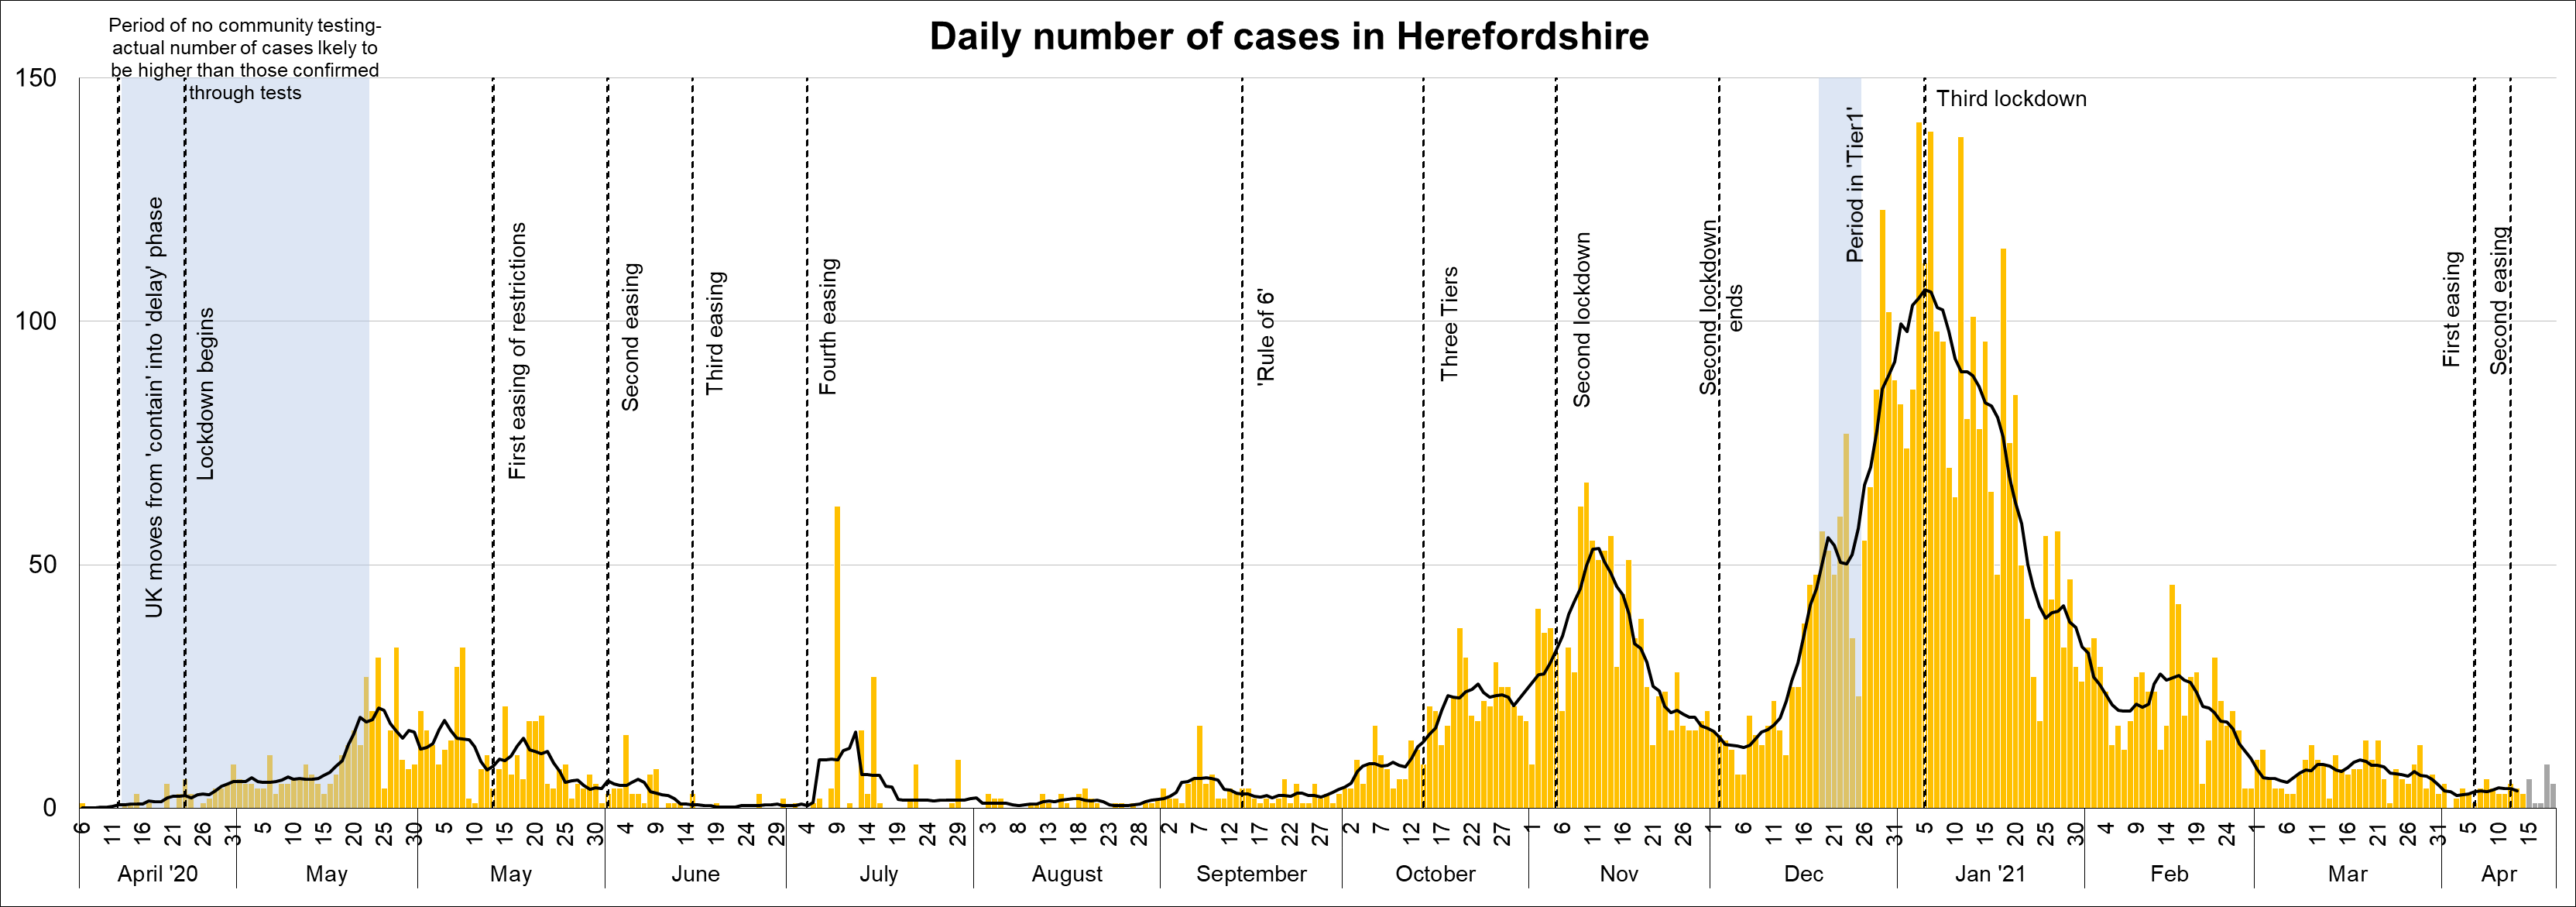 Period of no community testing-
actual number of cases lkely to
be higher than those confirmed
through tests
Daily number of cases in Herefordshire
150
100
50
0
UK moves from 'contain' into 'delay' phase
Lockdown begins
First easing of restrictions
Second easing
Third easing
Fourth easing
'Rule of 6'
Three Tiers
Second lockdown
Second lockdown
ends
Period in 'Tier1'
Third lockdown
First easing
Second easing
6 11 16 21 26 31 5 10 15 20 25 30 5 10 15 20 25 30 4 9 14 19 24 29 4 9 14 19 24 29 3 8 13 18 23 28 2 7 12 17 22 27 2 7 12 17 22 27 1 6 11 16 21 26 1 6 11 16 21 26 31 5 10 15 20 25 30 4 9 14 19 24 1 6 11 16 21 26 31 5 10 15
April '20 May May June July August September October Nov Dec Jan '21 Feb Mar Apr